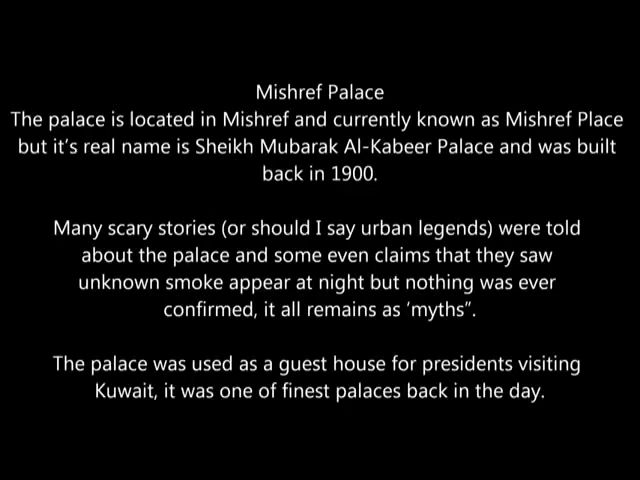 Mishref Palace
The palace is located in Mishref and currently known as Mishref Place
but it’s real name is Sheikh Mubarak Al-Kabeer Palace and was built
back in 1900.
Many scary stories (or should I say urban legends) were told
about the palace and some even claims that they saw
unknown smoke appear at night but nothing was ever
confirmed, it all remains as ‘myths”.
The palace was used as a guest house for presidents visiting
Kuwait, it was one of finest palaces back in the day.